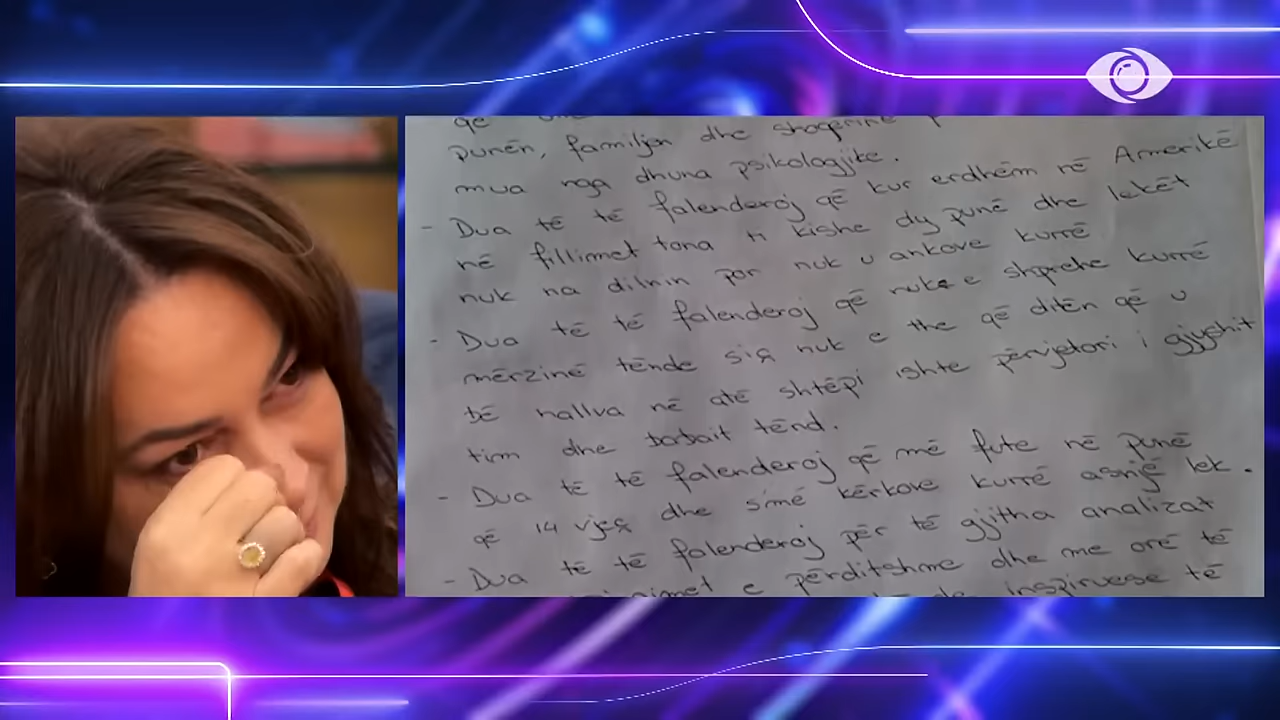 që
punën, familjen dhe shoqërinë
mua nga dhuna psikologjike.
- Dua të të falenderoj që kur erdhëm në Amerikë
në fillimet tona ti kishe dy punë dhe lekët
nuk na dilnin por nuk u ankove kurrë
- Dua të të falenderoj që nuk e shprehe kurrë
mërzinë tënde siç nuk e the që ditën që u
në atë shtëpi ishte përvjetori i gjyshit
tim dhe babait tënd.
- Dua të të falenderoj që më fute në punë
që 14 vjeç dhe s'më kërkove kurrë asnjë lek.
- Dua të të falenderoj për të gjitha analizat
e përditshme dhe me orë të
inspiruese të